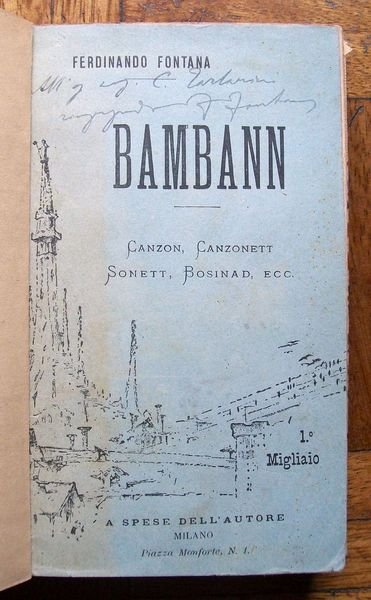 FERDINANDO FONTANA
BAMBANN
CANZON, CANZONETT
SONETT, BOSINAD, ECC.
1.º
Migliaio
A SPESE DELL'AUTORE
MILANO
Piazza Monforte, N. 1.